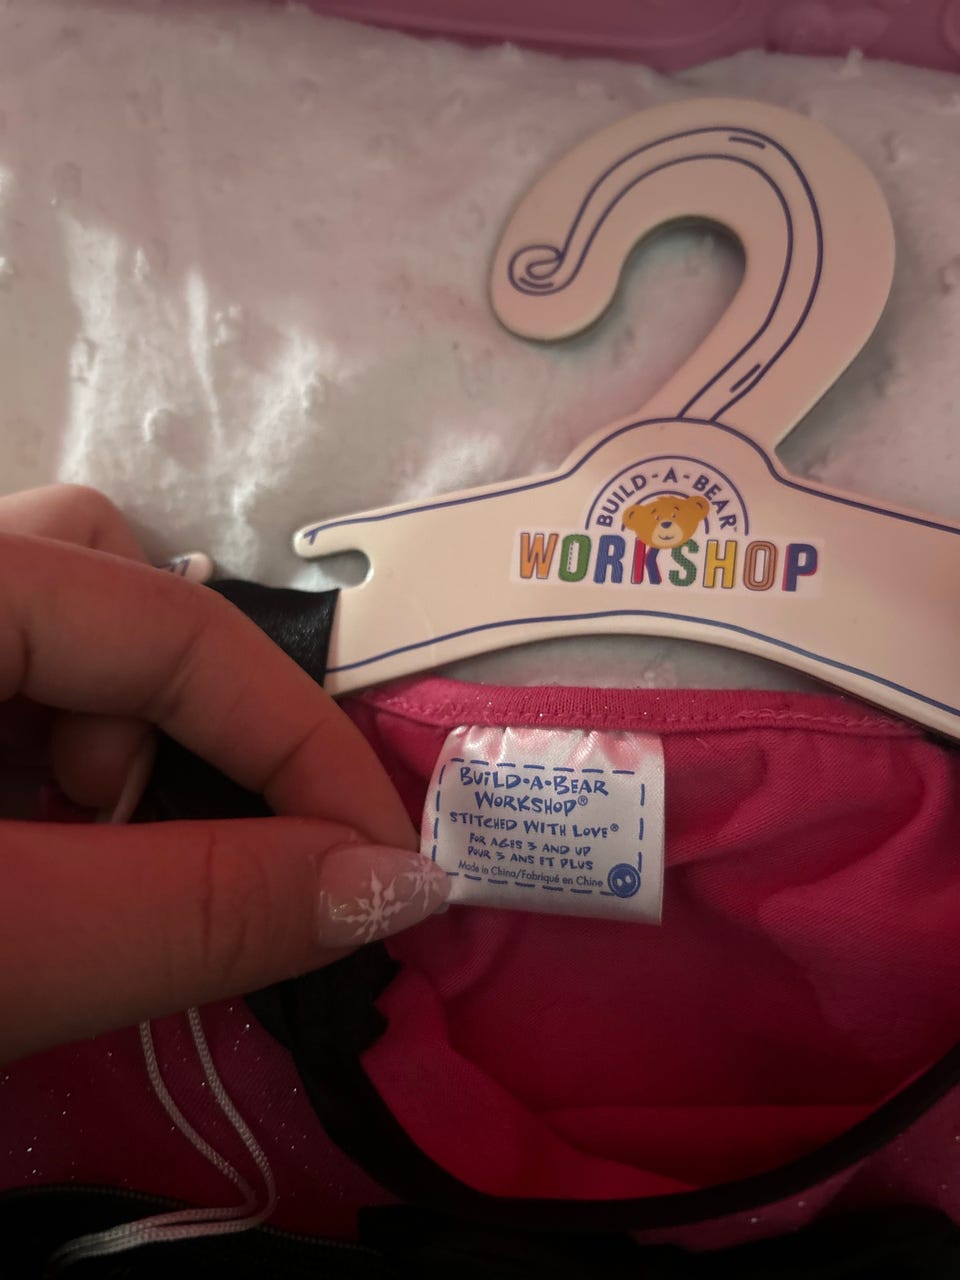 BUILD-A-BEAR
WORKSHOP
BUILD-A-BEAR
WORKSHOP®
STITCHED WITH LOVE®
FOR AGES 3 AND UP
POUR 3 ANS ET PLUS
Made in China/Fabriqué en Chine